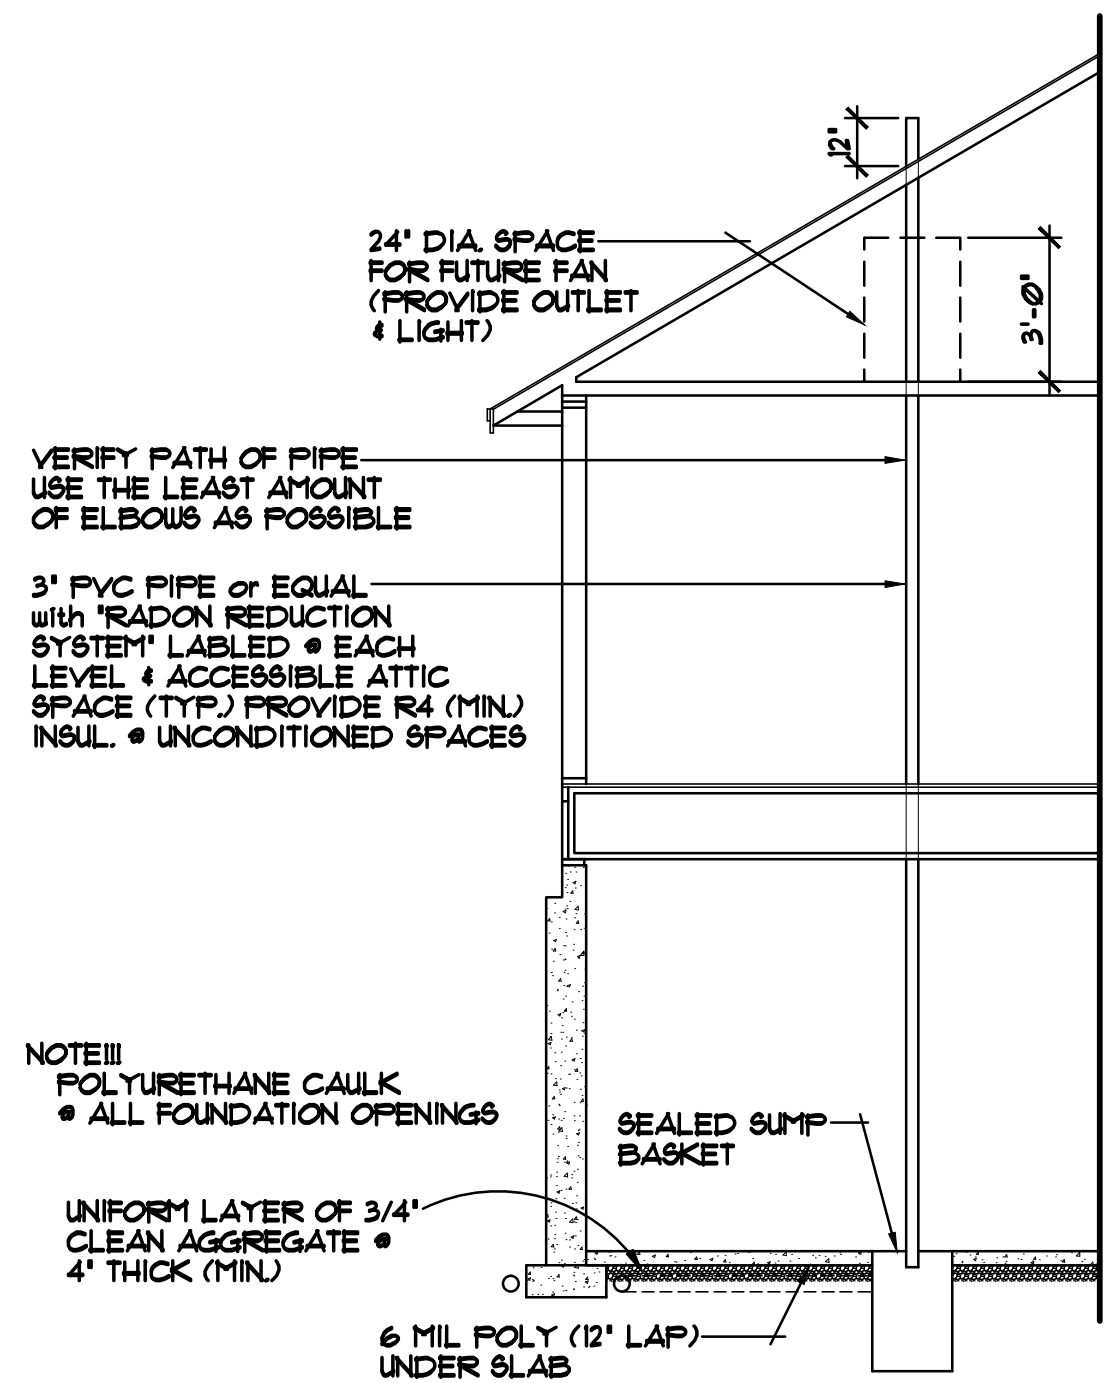 12"
24" DIA. SPACE
FOR FUTURE FAN
(PROVIDE OUTLET
& LIGHT)
3'-0"
VERIFY PATH OF PIPE
USE THE LEAST AMOUNT
OF ELBOWS AS POSSIBLE
3" PVC PIPE or EQUAL
with "RADON REDUCTION
SYSTEM" LABLED @ EACH
LEVEL & ACCESSIBLE ATTIC
SPACE (TYP.) PROVIDE R4 (MIN.)
INSUL. @ UNCONDITIONED SPACES
NOTE!!!
POLYURETHANE CAULK
@ ALL FOUNDATION OPENINGS
SEALED SUMP
BASKET
UNIFORM LAYER OF 3/4"
CLEAN AGGREGATE @
4" THICK (MIN.)
6 MIL POLY (12" LAP)
UNDER SLAB